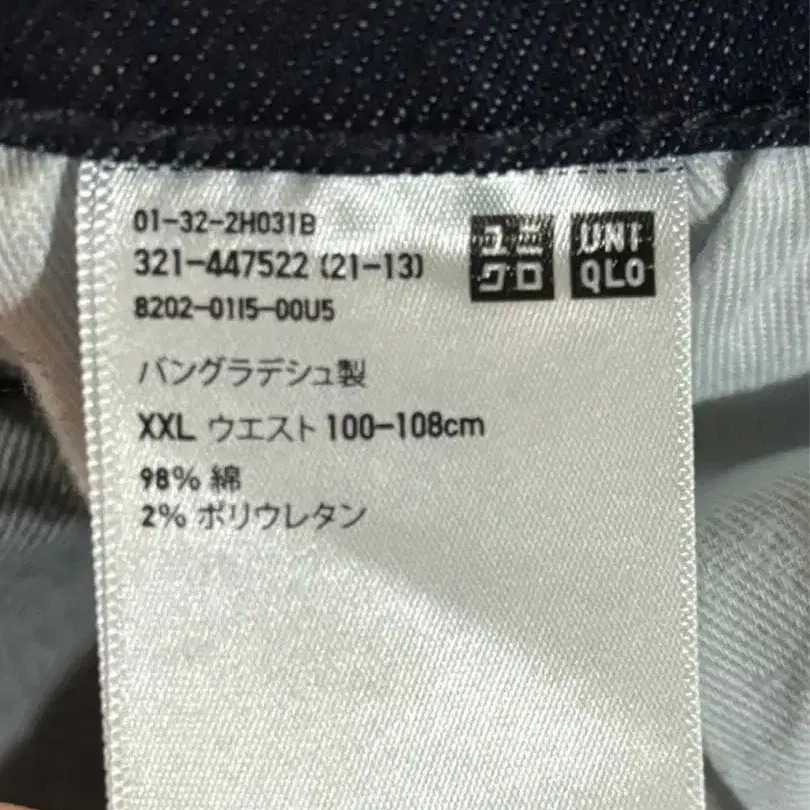 01-32-2H031B
321-447522 (21-13)
8202-0115-00U5
ユニ
クロ
UNI
QLO
バングラデシュ製
XXL ウエスト 100-108cm
98% 綿
2% ポリウレタン